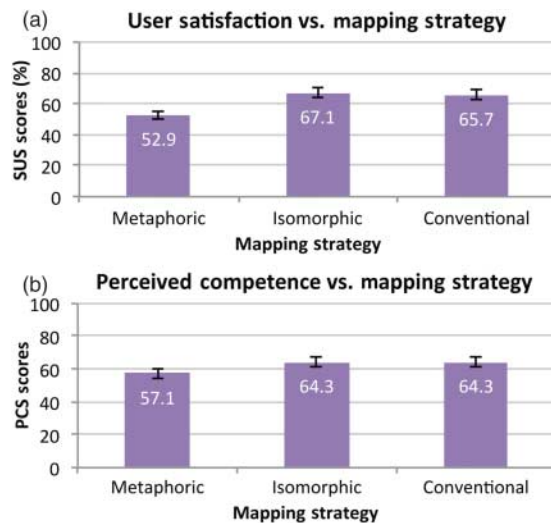 (a) User satisfaction vs. mapping strategy
100
80
60
40
20
0
SUS scores (%)
52.9
67.1
65.7
Metaphoric Isomorphic Conventional
Mapping strategy
(b) Perceived competence vs. mapping strategy
100
80
60
40
20
0
PCS scores
57.1
64.3
64.3
Metaphoric Isomorphic Conventional
Mapping strategy